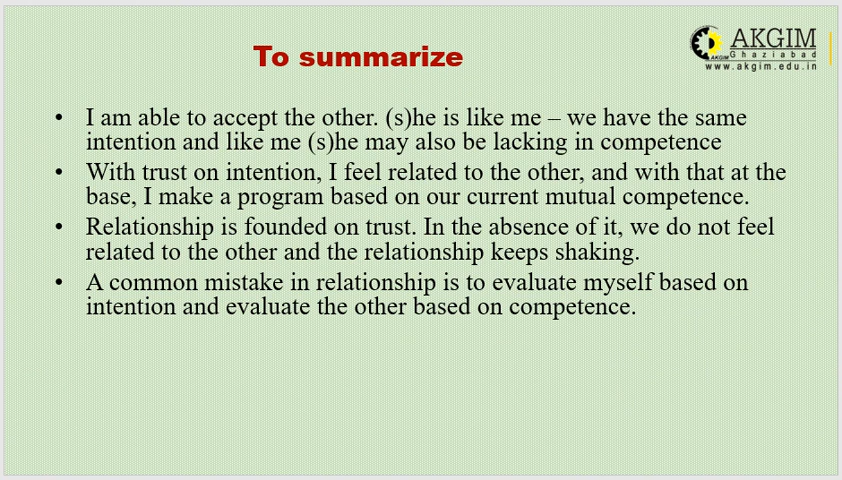 To summarize
AKGIM
Ghaziabad
AKGIM
www.akgim.edu.in
• I am able to accept the other. (s)he is like me – we have the same
intention and like me (s)he may also be lacking in competence
• With trust on intention, I feel related to the other, and with that at the
base, I make a program based on our current mutual competence.
• Relationship is founded on trust. In the absence of it, we do not feel
related to the other and the relationship keeps shaking.
• A common mistake in relationship is to evaluate myself based on
intention and evaluate the other based on competence.